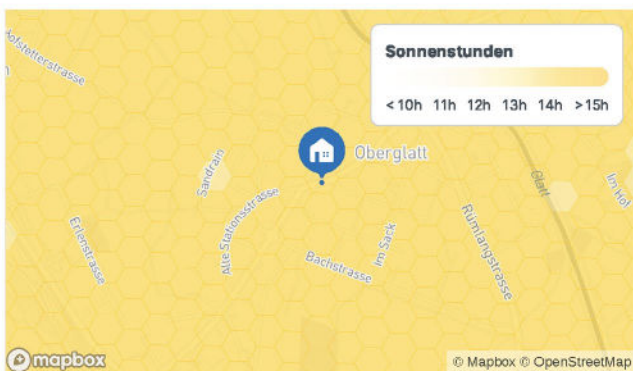 Hofstetterstrasse
Sonnenstunden
< 10h 11h 12h 13h 14h > 15h
Oberglatt
Sandrain
Glatt
Im Hof
Alte Stationsstrasse
Erlenstrasse
Im Sack
Rümlangstrasse
Bachstrasse
mapbox
© Mapbox © OpenStreetMap